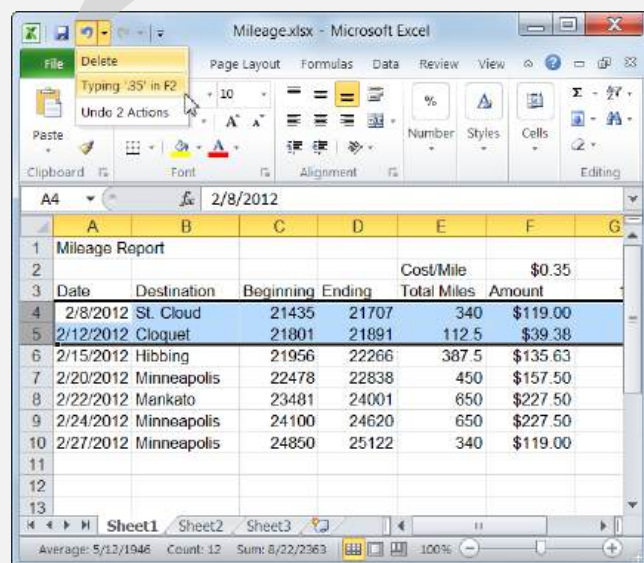 Mileage.xlsx - Microsoft Excel
File
Page Layout Formulas Data Review View
Delete
Typing '.35' in F2
Undo 2 Actions
Paste
10
A A
A
%
Number
A
Styles
Cells
Σ
Clipboard Font Alignment Editing
A4 fx 2/8/2012
A B C D E F G
1 Mileage Report
2 Cost/Mile $0.35
3 Date Destination Beginning Ending Total Miles Amount
4 2/8/2012 St. Cloud 21435 21707 340 $119.00
5 2/12/2012 Cloquet 21801 21891 112.5 $39.38
6 2/15/2012 Hibbing 21956 22266 387.5 $135.63
7 2/20/2012 Minneapolis 22478 22838 450 $157.50
8 2/22/2012 Mankato 23481 24001 650 $227.50
9 2/24/2012 Minneapolis 24100 24620 650 $227.50
10 2/27/2012 Minneapolis 24850 25122 340 $119.00
11
12
13
Sheet1 Sheet2 Sheet3
Average: 5/12/1946 Count: 12 Sum: 8/22/2363 100%